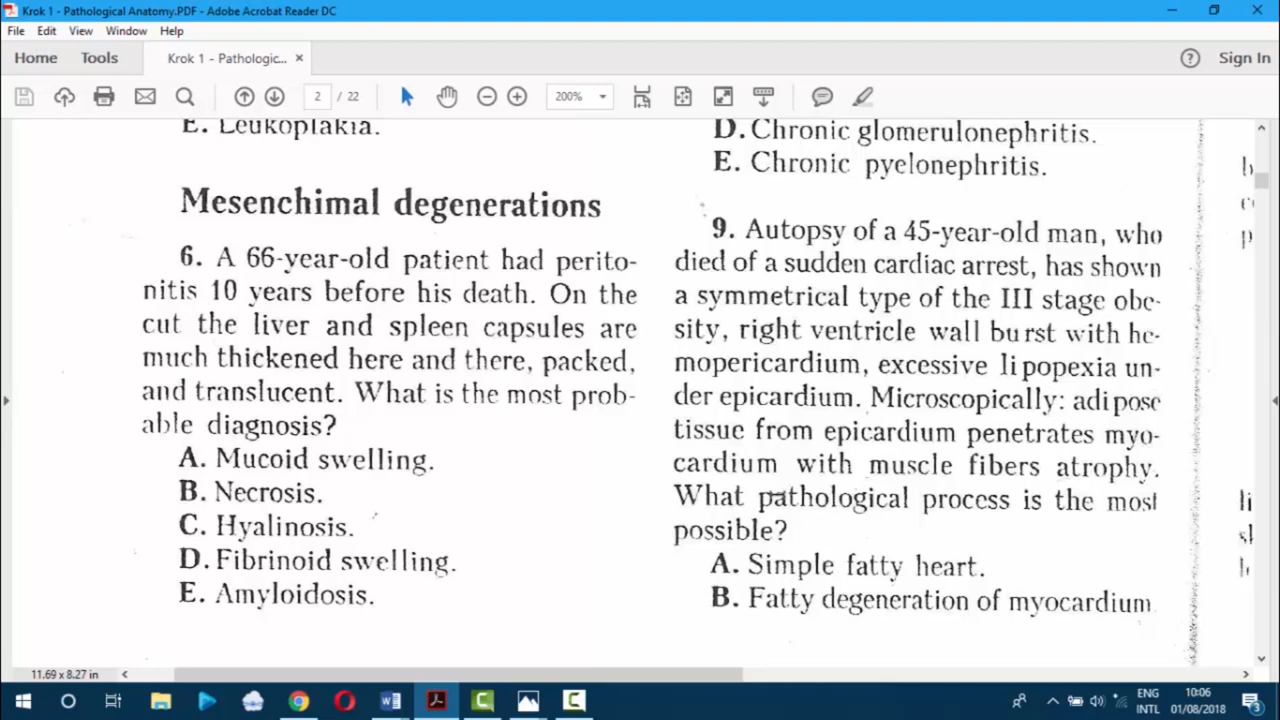 Krok 1 - Pathological Anatomy.PDF - Adobe Acrobat Reader DC
File Edit View Window Help
Home Tools Krok 1 - Pathologic... × Sign In
2 / 22 200%
E. Leukoplakia.
Mesenchimal degenerations
6. A 66-year-old patient had perito-
nitis 10 years before his death. On the
cut the liver and spleen capsules are
much thickened here and there, packed,
and translucent. What is the most prob-
able diagnosis?
A. Mucoid swelling.
B. Necrosis.
C. Hyalinosis.
D. Fibrinoid swelling.
E. Amyloidosis.
D. Chronic glomerulonephritis.
E. Chronic pyelonephritis.
9. Autopsy of a 45-year-old man, who
died of a sudden cardiac arrest, has shown
a symmetrical type of the III stage obe-
sity, right ventricle wall burst with he-
mopericardium, excessive lipopexia un-
der epicardium. Microscopically: adipose
tissue from epicardium penetrates myo-
cardium with muscle fibers atrophy.
What pathological process is the most
possible?
A. Simple fatty heart.
B. Fatty degeneration of myocardium
11.69 x 8.27 in
ENG
INTL
10:06
01/08/2018
3